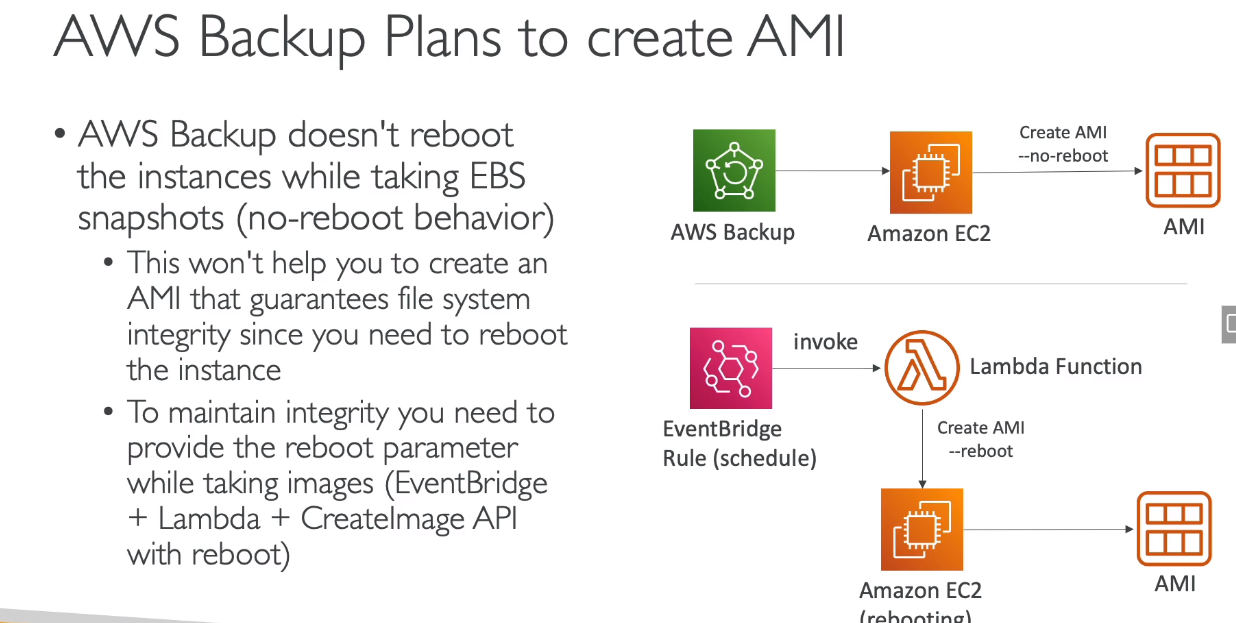 AWS Backup Plans to create AMI
• AWS Backup doesn't reboot
the instances while taking EBS
snapshots (no-reboot behavior)
• This won't help you to create an
AMI that guarantees file system
integrity since you need to reboot
the instance
• To maintain integrity you need to
provide the reboot parameter
while taking images (EventBridge
+ Lambda + CreateImage API
with reboot)
Create AMI
--no-reboot
AWS Backup
Amazon EC2
AMI
invoke
Lambda Function
EventBridge
Rule (schedule)
Create AMI
--reboot
Amazon EC2
(rebooting)
AMI